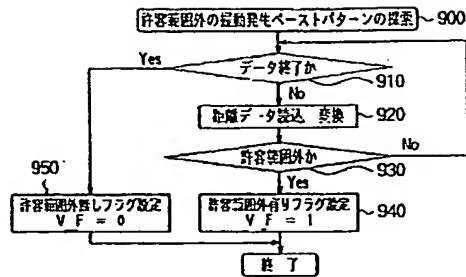 許容範囲外の振動発生ペーストパターンの探索 900
Yes
データ終了か
910
No
距離データ読込 変換 920
許容範囲外か No
930
950
Yes
許容範囲外無しフラグ設定
VF = 0
許容範囲外有りフラグ設定
VF = 1
940
終了